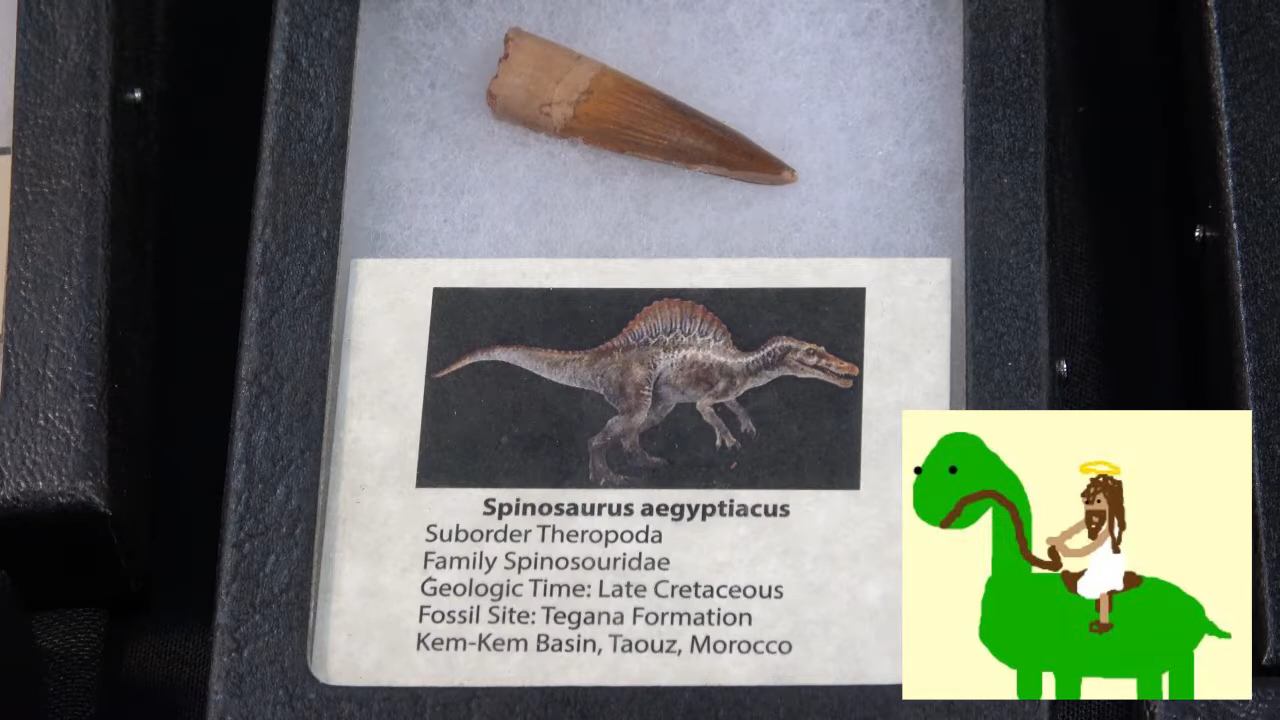 Spinosaurus aegyptiacus
Suborder Theropoda
Family Spinosouridae
Geologic Time: Late Cretaceous
Fossil Site: Tegana Formation
Kem-Kem Basin, Taouz, Morocco